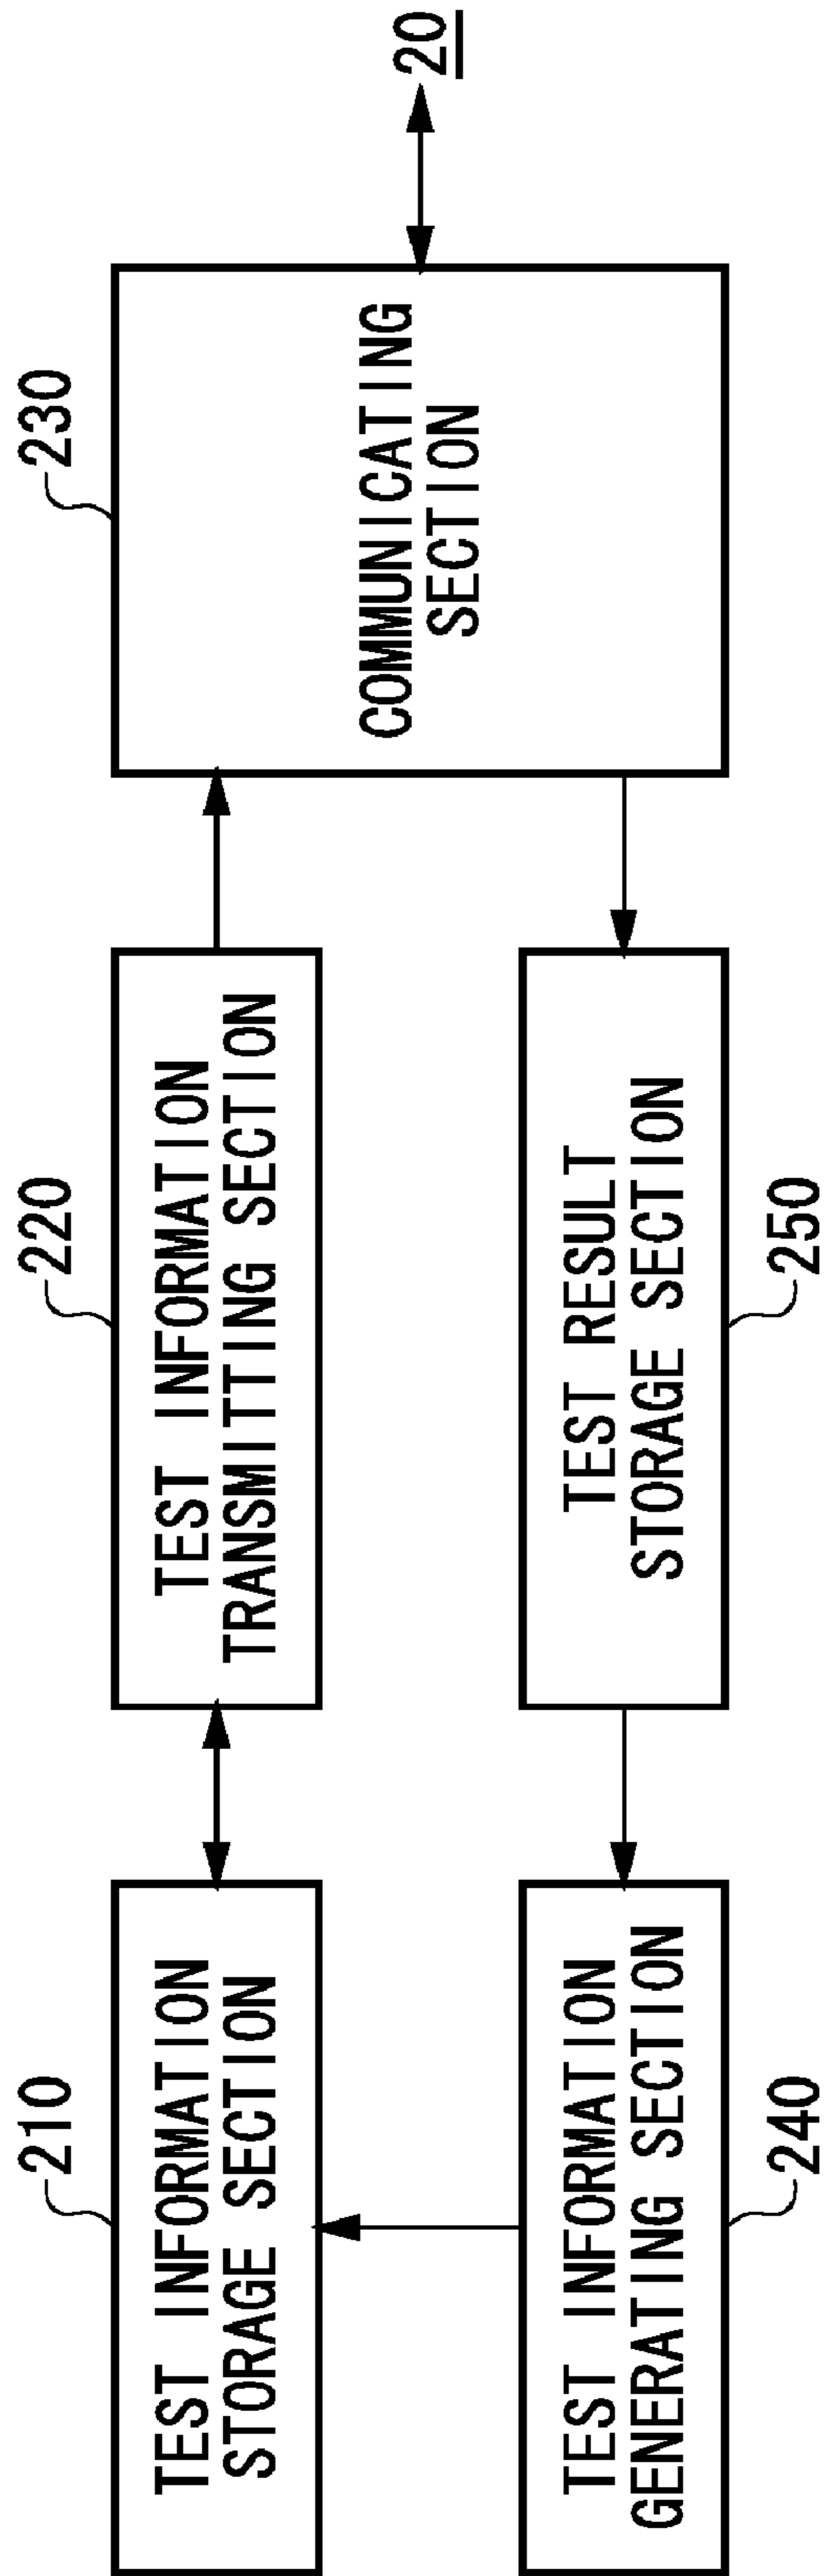 210
TEST INFORMATION
STORAGE SECTION
220
TEST INFORMATION
TRANSMITTING SECTION
230
COMMUNICATING
SECTION
20
TEST INFORMATION
GENERATING SECTION
240
TEST RESULT
STORAGE SECTION
250